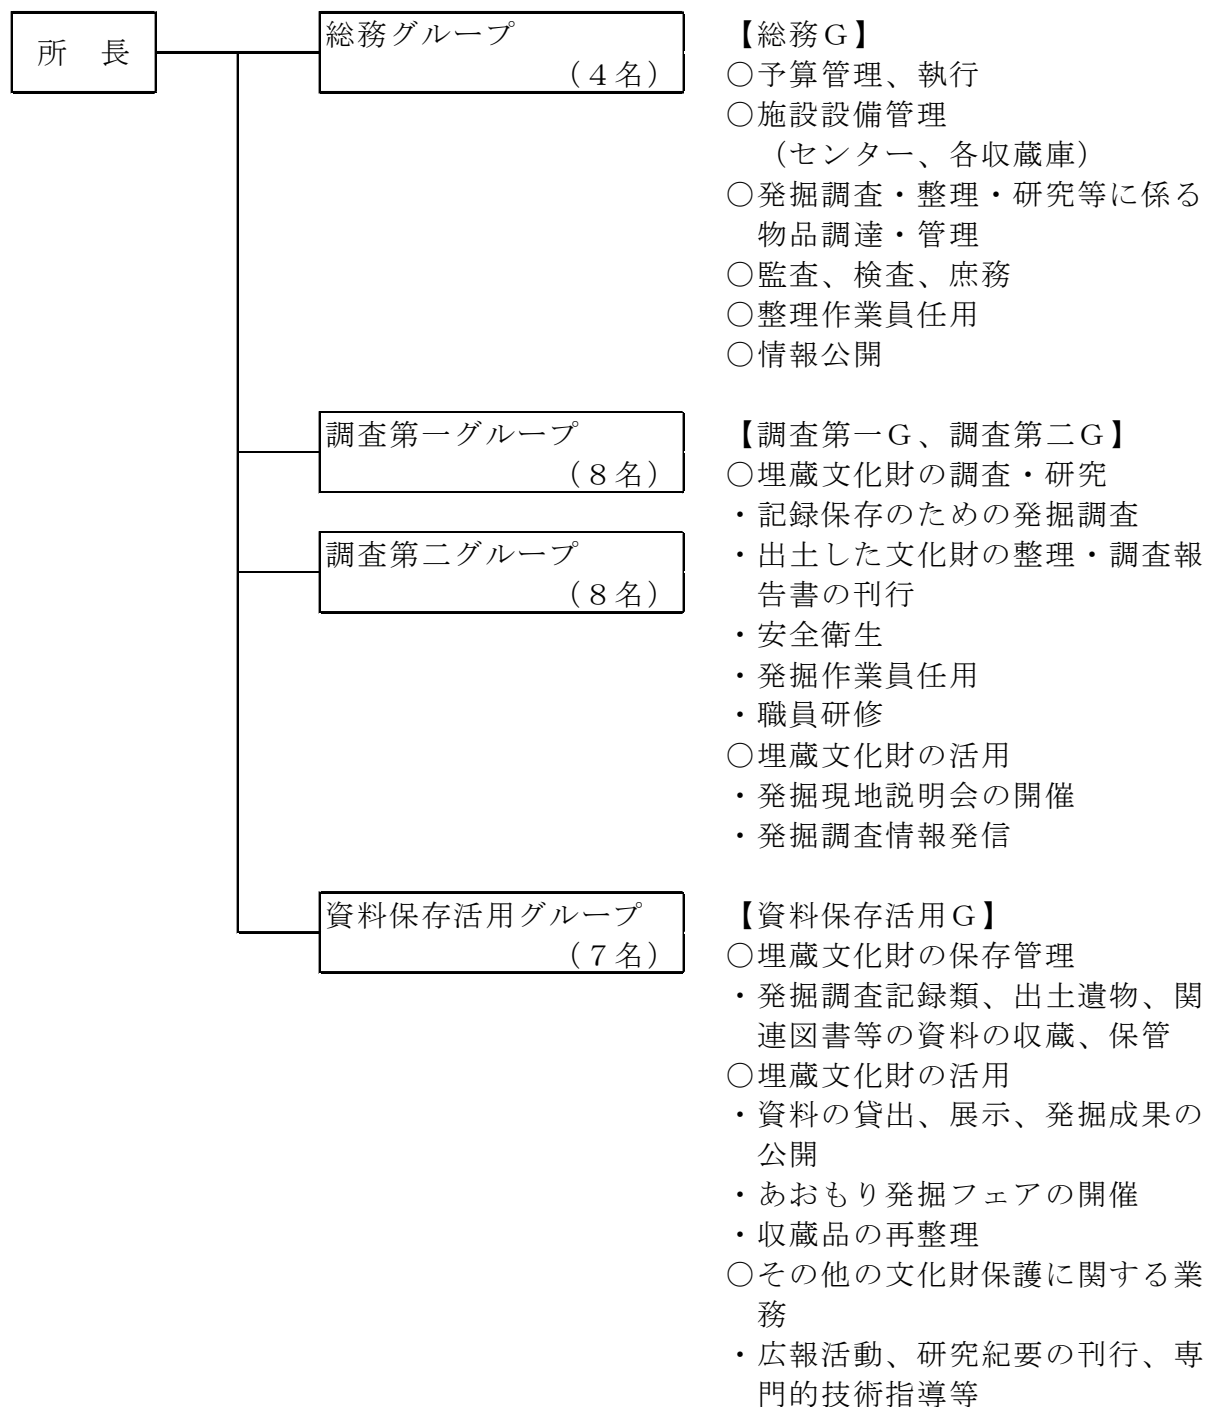 所　長
総務グループ
（４名）
【総務Ｇ】
○予算管理、執行
○施設設備管理
（センター、各収蔵庫）
○発掘調査・整理・研究等に係る
物品調達・管理
○監査、検査、庶務
○整理作業員任用
○情報公開
調査第一グループ
（８名）
調査第二グループ
（８名）
【調査第一Ｇ、調査第二Ｇ】
○埋蔵文化財の調査・研究
・記録保存のための発掘調査
・出土した文化財の整理・調査報
告書の刊行
・安全衛生
・発掘作業員任用
・職員研修
○埋蔵文化財の活用
・発掘現地説明会の開催
・発掘調査情報発信
資料保存活用グループ
（７名）
【資料保存活用Ｇ】
○埋蔵文化財の保存管理
・発掘調査記録類、出土遺物、関
連図書等の資料の収蔵、保管
○埋蔵文化財の活用
・資料の貸出、展示、発掘成果の
公開
・あおもり発掘フェアの開催
・収蔵品の再整理
○その他の文化財保護に関する業
務
・広報活動、研究紀要の刊行、専
門的技術指導等